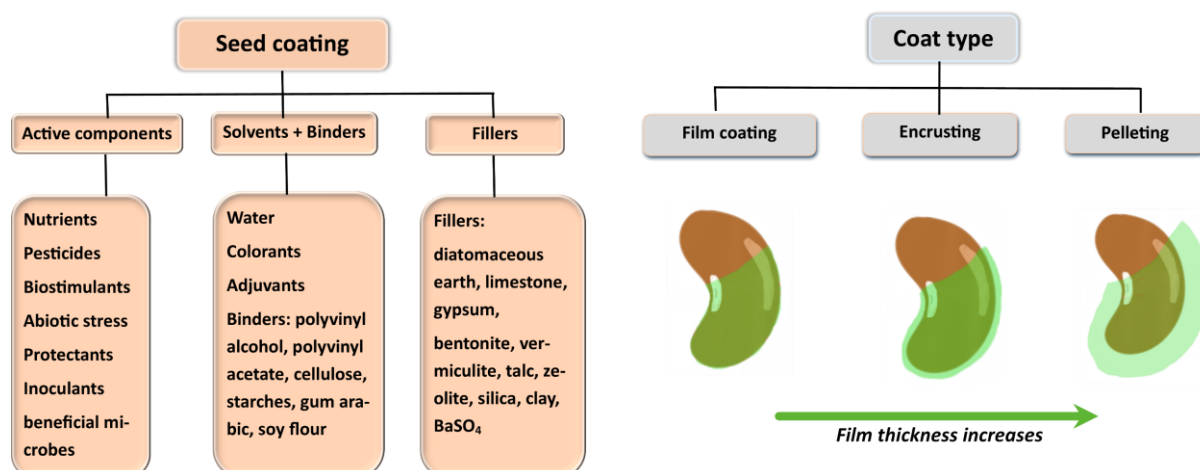 Seed coating
Active components
Solvents + Binders
Fillers
Nutrients
Pesticides
Biostimulants
Abiotic stress
Protectants
Inoculants
beneficial mi-
crobes
Water
Colorants
Adjuvants
Binders: polyvinyl
alcohol, polyvinyl
acetate, cellulose,
starches, gum ara-
bic, soy flour
Fillers:
diatomaceous
earth, limestone,
gypsum,
bentonite, ver-
miculite, talc, ze-
olite, silica, clay,
BaSO₄
Coat type
Film coating
Encrusting
Pelleting
Film thickness increases